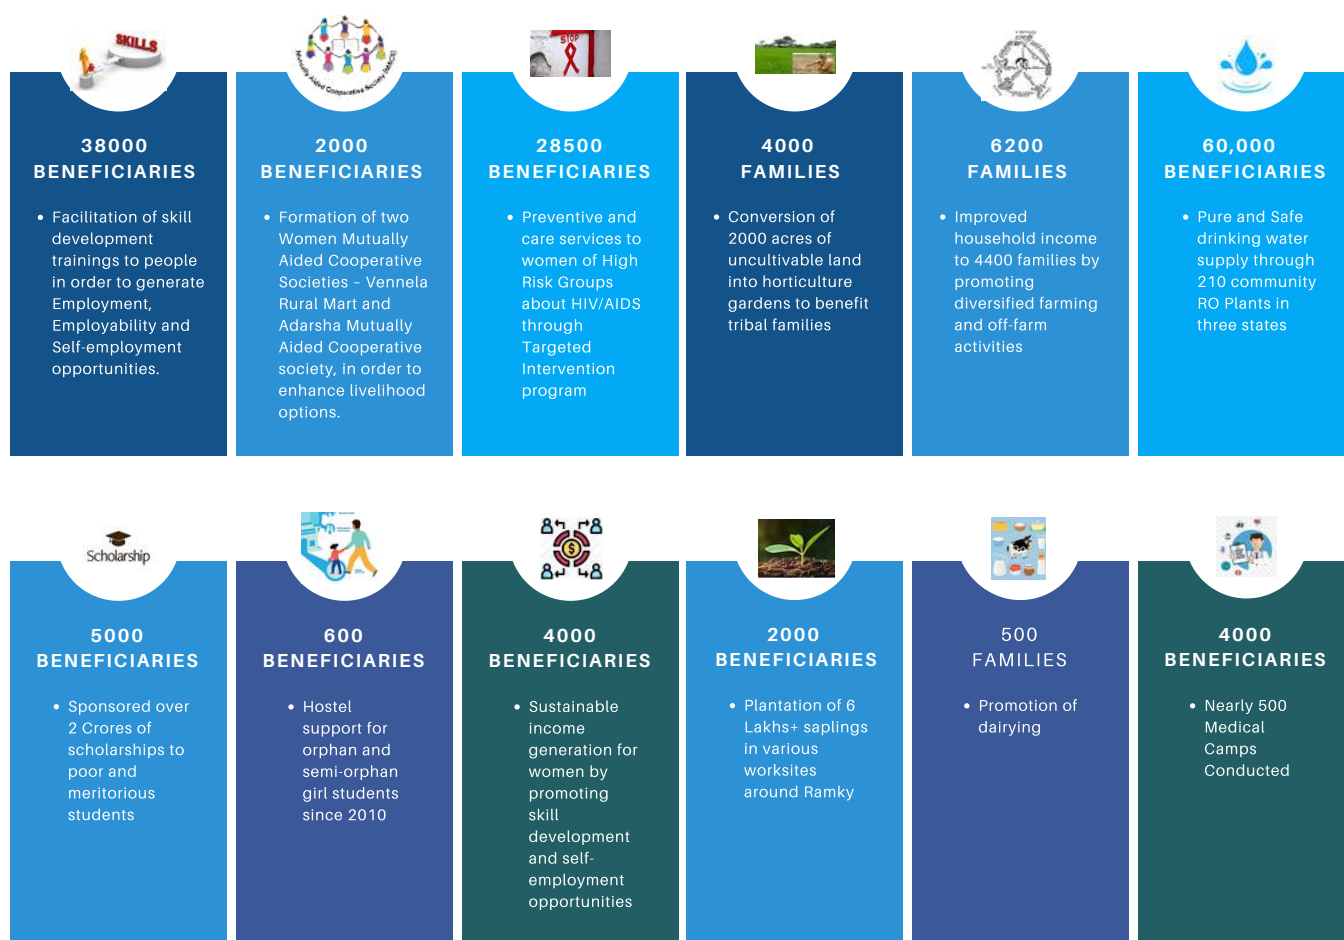 SKILLS
38000
BENEFICIARIES
Facilitation of skill
development
trainings to people
in order to generate
Employment,
Employability and
Self-employment
opportunities.
Mutually Aided Cooperative Society (MACS)
2000
BENEFICIARIES
Formation of two
Women Mutually
Aided Cooperative
Societies – Vennela
Rural Mart and
Adarsha Mutually
Aided Cooperative
society, in order to
enhance livelihood
options.
STOP
28500
BENEFICIARIES
Preventive and
care services to
women of High
Risk Groups
about HIV/AIDS
through
Targeted
Intervention
program
4000
FAMILIES
Conversion of
2000 acres of
uncultivable land
into horticulture
gardens to benefit
tribal families
6200
FAMILIES
Improved
household income
to 4400 families by
promoting
diversified farming
and off-farm
activities
60,000
BENEFICIARIES
Pure and Safe
drinking water
supply through
210 community
RO Plants in
three states
Scholarship
5000
BENEFICIARIES
Sponsored over
2 Crores of
scholarships to
poor and
meritorious
students
600
BENEFICIARIES
Hostel
support for
orphan and
semi-orphan
girl students
since 2010
4000
BENEFICIARIES
Sustainable
income
generation for
women by
promoting
skill
development
and self-
employment
opportunities
2000
BENEFICIARIES
Plantation of 6
Lakhs+ saplings
in various
worksites
around Ramky
500
FAMILIES
Promotion of
dairying
4000
BENEFICIARIES
Nearly 500
Medical
Camps
Conducted